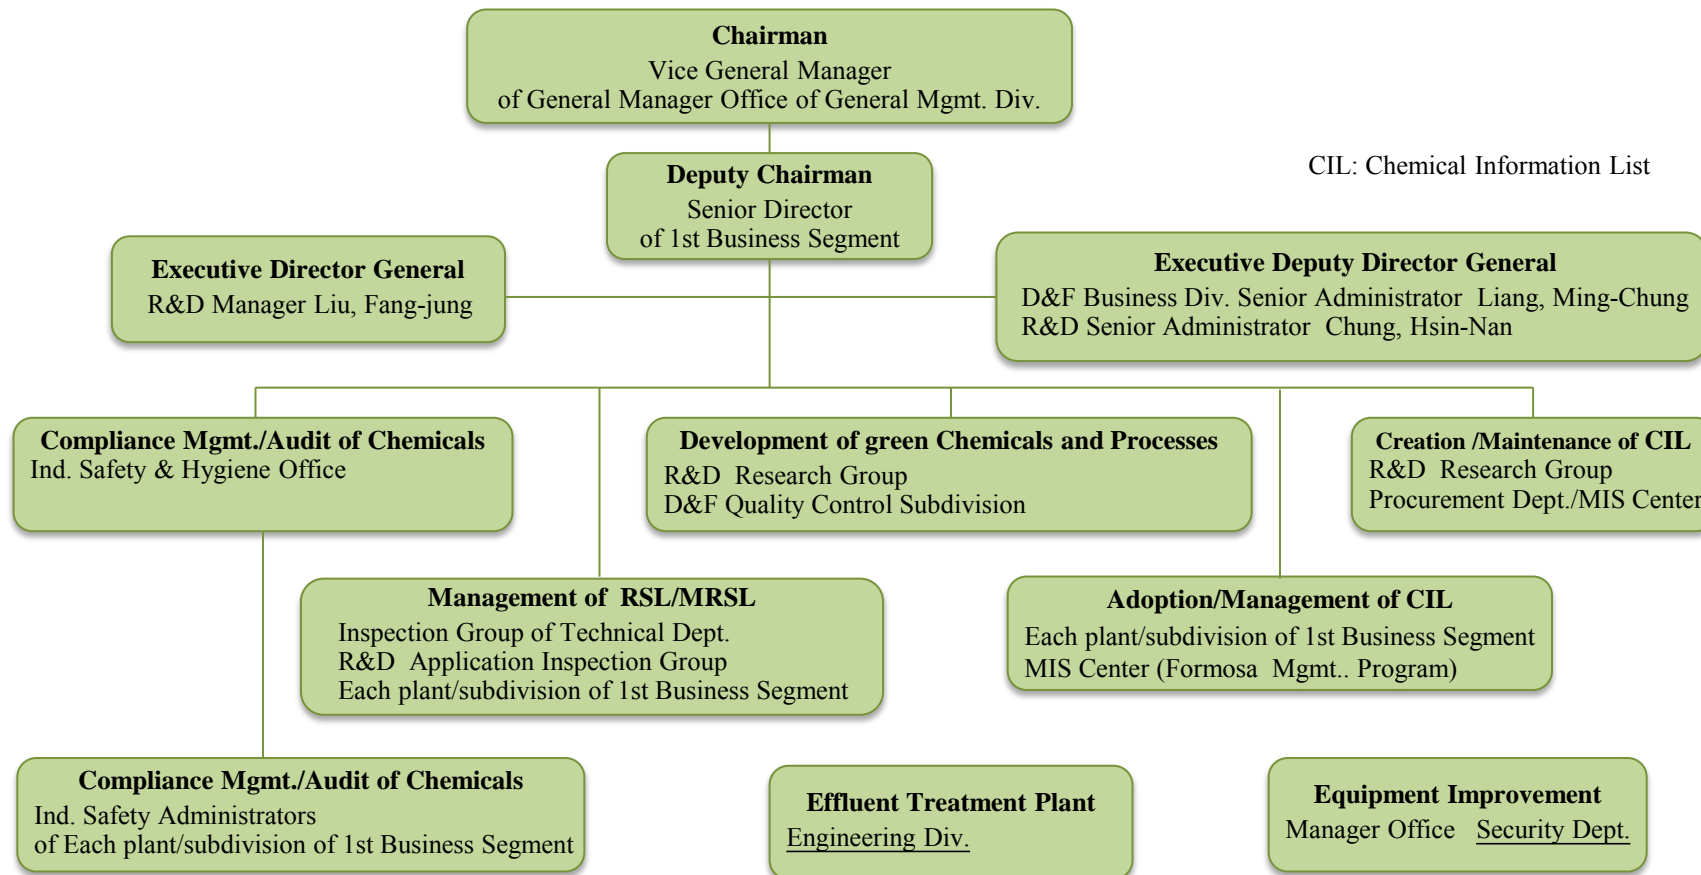 Chairman
Vice General Manager
of General Manager Office of General Mgmt. Div.
Deputy Chairman
Senior Director
of 1st Business Segment
CIL: Chemical Information List
Executive Director General
R&D Manager Liu, Fang-jung
Executive Deputy Director General
D&F Business Div. Senior Administrator Liang, Ming-Chung
R&D Senior Administrator Chung, Hsin-Nan
Compliance Mgmt./Audit of Chemicals
Ind. Safety & Hygiene Office
Development of green Chemicals and Processes
R&D Research Group
D&F Quality Control Subdivision
Creation /Maintenance of CIL
R&D Research Group
Procurement Dept./MIS Center
Management of RSL/MRSL
Inspection Group of Technical Dept.
R&D Application Inspection Group
Each plant/subdivision of 1st Business Segment
Adoption/Management of CIL
Each plant/subdivision of 1st Business Segment
MIS Center (Formosa Mgmt.. Program)
Compliance Mgmt./Audit of Chemicals
Ind. Safety Administrators
of Each plant/subdivision of 1st Business Segment
Effluent Treatment Plant
Engineering Div.
Equipment Improvement
Manager Office Security Dept.